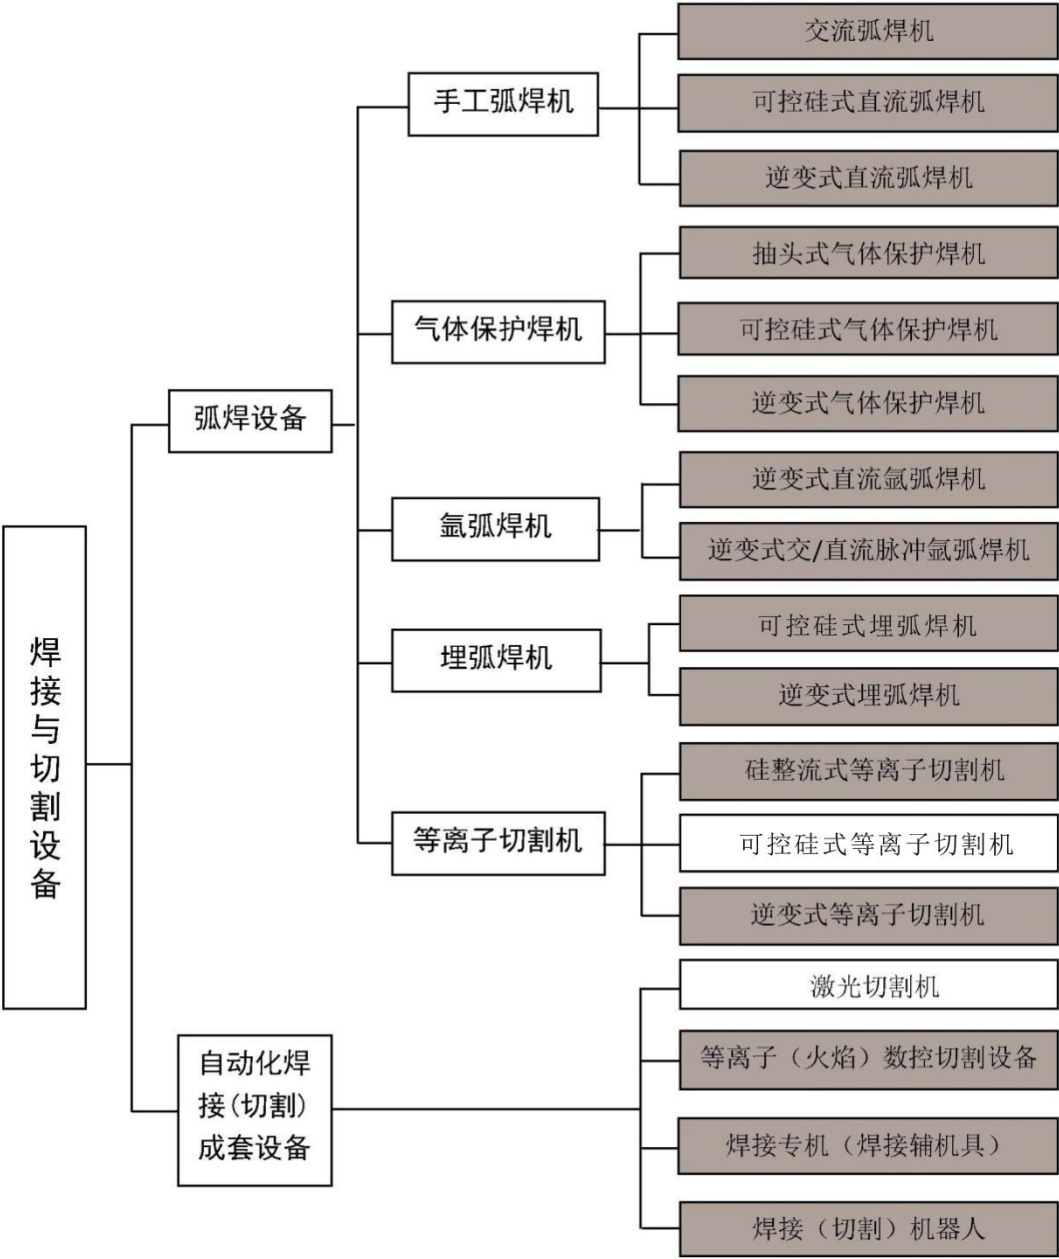 焊接与切割设备
弧焊设备
手工弧焊机
交流弧焊机
可控硅式直流弧焊机
逆变式直流弧焊机
气体保护焊机
抽头式气体保护焊机
可控硅式气体保护焊机
逆变式气体保护焊机
氩弧焊机
逆变式直流氩弧焊机
逆变式交/直流脉冲氩弧焊机
埋弧焊机
可控硅式埋弧焊机
逆变式埋弧焊机
等离子切割机
硅整流式等离子切割机
可控硅式等离子切割机
逆变式等离子切割机
自动化焊
接(切割)
成套设备
激光切割机
等离子（火焰）数控切割设备
焊接专机（焊接辅机具）
焊接（切割）机器人